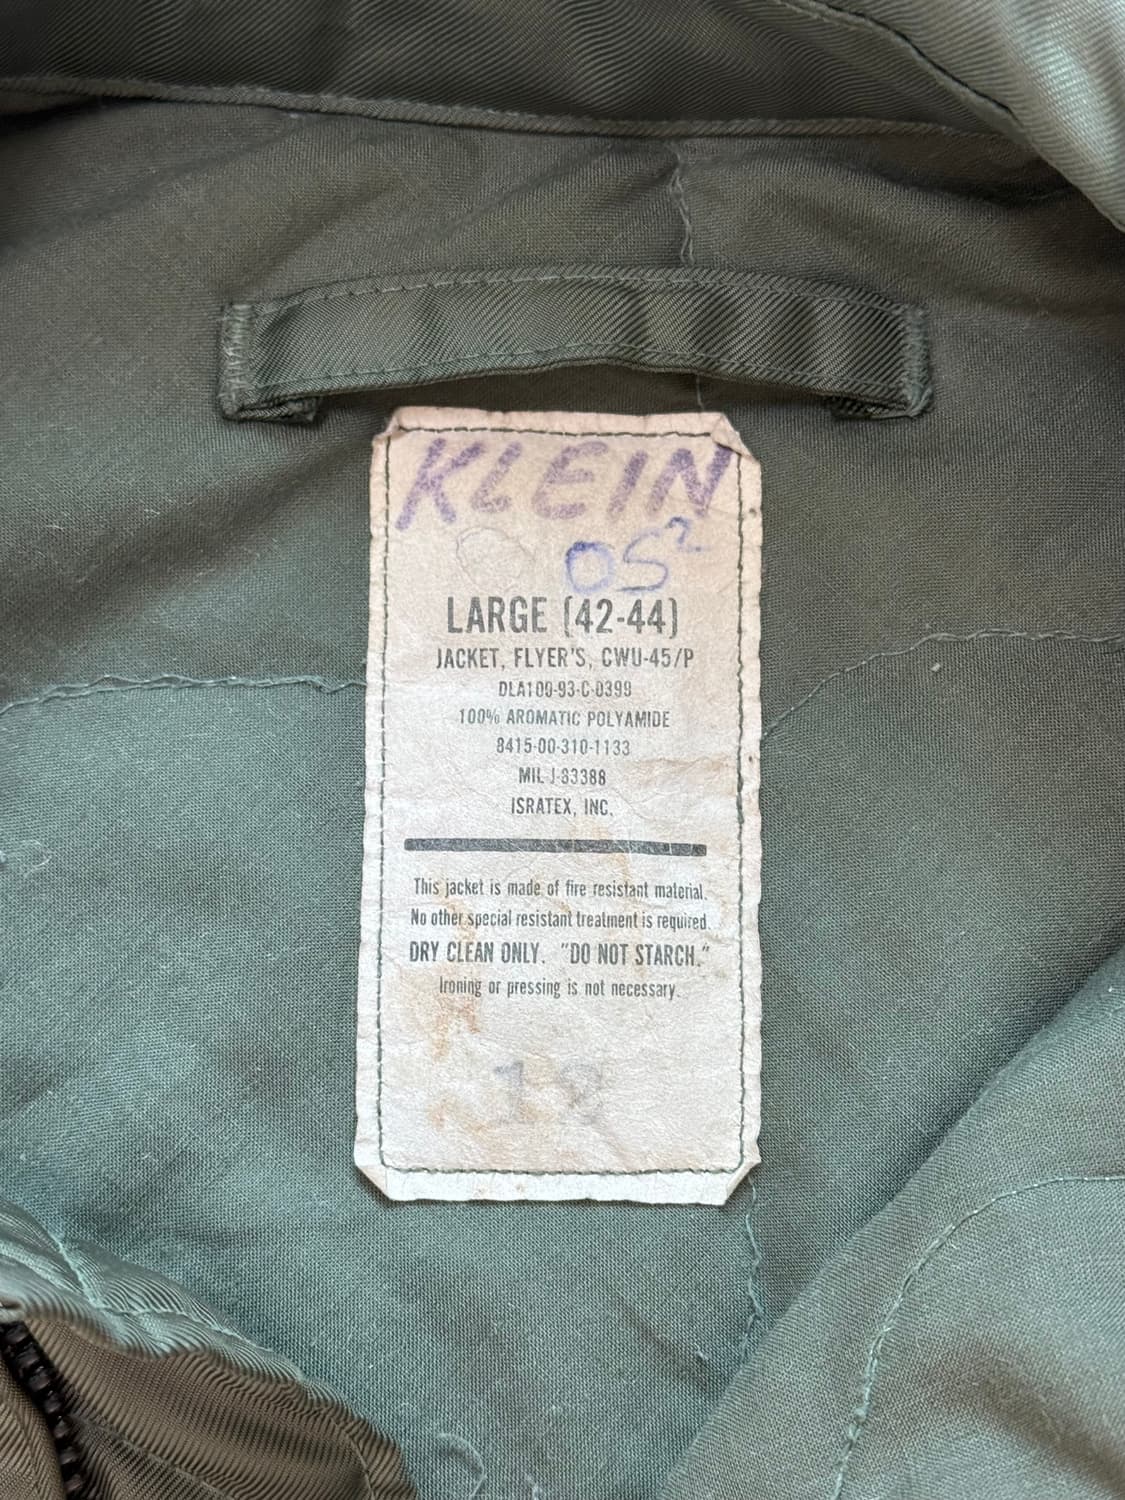 KLEIN
OS²
LARGE (42-44)
JACKET, FLYER'S, CWU-45/P
DLA100-93-C-0399
100% AROMATIC POLYAMIDE
8415-00-310-1133
MIL-J-83388
ISRATEX, INC.
This jacket is made of fire resistant material.
No other special resistant treatment is required.
DRY CLEAN ONLY. "DO NOT STARCH."
Ironing or pressing is not necessary.
12